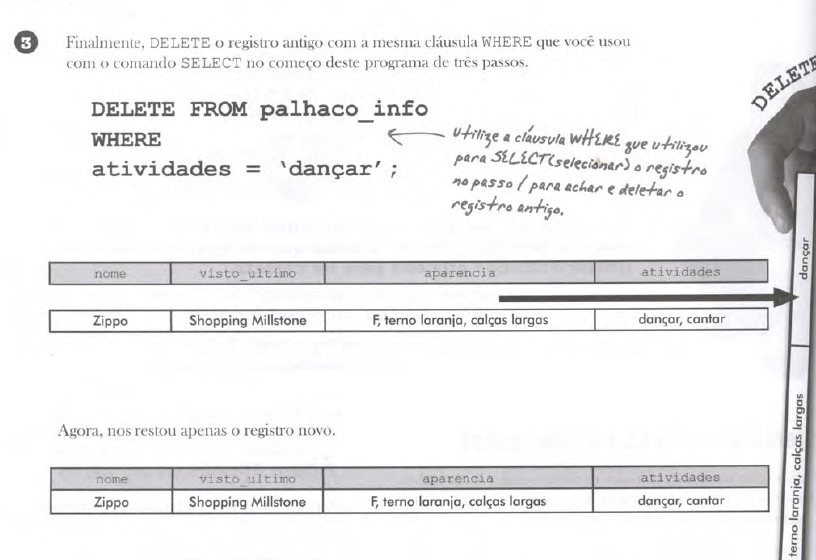 3 Finalmente, DELETE o registro antigo com a mesma cláusula WHERE que você usou
com o comando SELECT no começo deste programa de três passos.
DELETE
DELETE FROM palhaco_info
WHERE
atividades = 'dançar';
Utilize a cláusula WHERE que utilizou
para SELECT(selecionar) o registro
no passo 1 para achar e deletar o
registro antigo.
dançar
nome visto_ultimo aparencia atividades
Zippo Shopping Millstone F, terno laranja, calças largas dançar, cantar
terno laranja, calças largas
Agora, nos restou apenas o registro novo.
nome visto_ultimo aparencia atividades
Zippo Shopping Millstone F, terno laranja, calças largas dançar, cantar